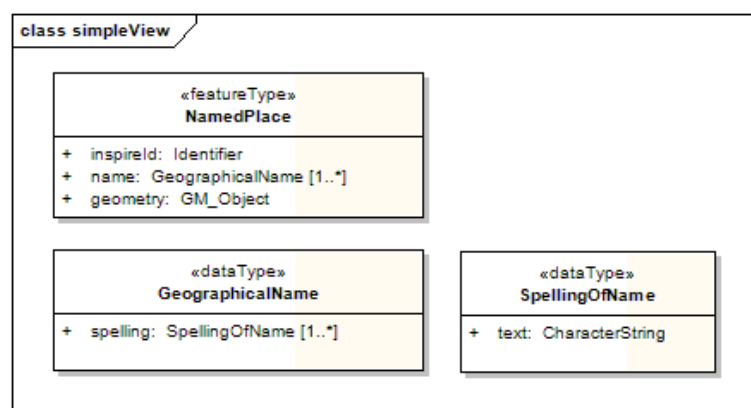 class simpleView
«featureType»
NamedPlace
+ inspireId: Identifier
+ name: GeographicalName [1..*]
+ geometry: GM_Object
«dataType»
GeographicalName
+ spelling: SpellingOfName [1..*]
«dataType»
SpellingOfName
+ text: CharacterString